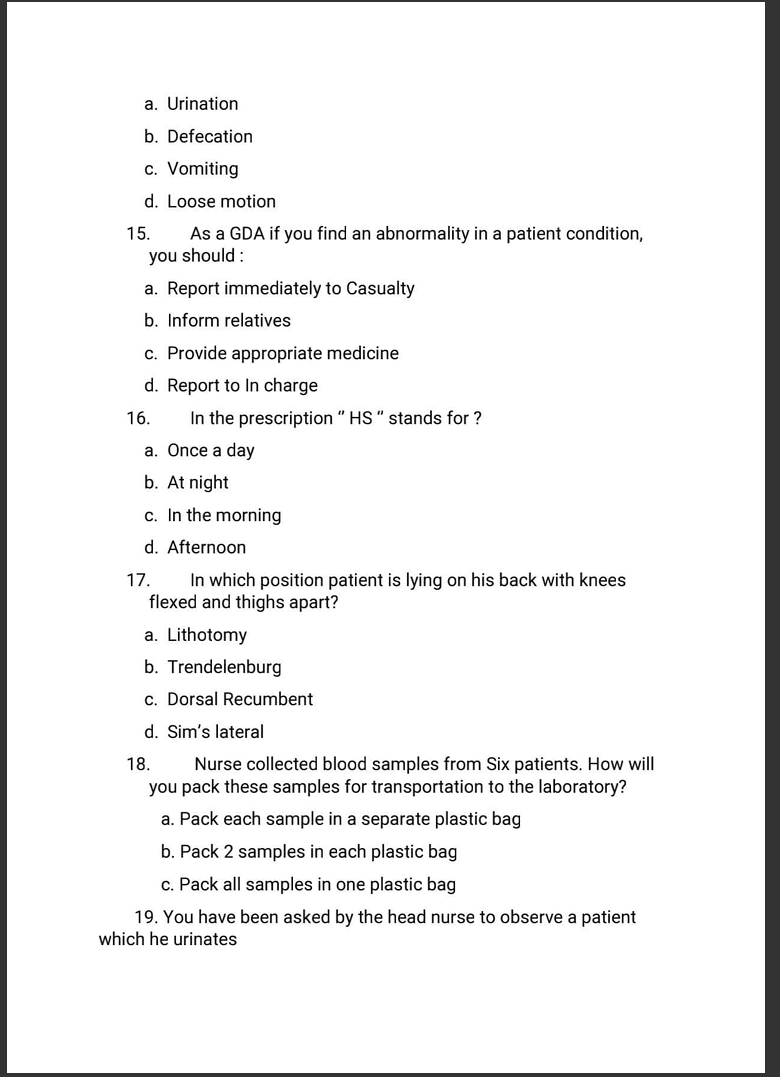 a. Urination
b. Defecation
c. Vomiting
d. Loose motion
15. As a GDA if you find an abnormality in a patient condition,
you should :
a. Report immediately to Casualty
b. Inform relatives
c. Provide appropriate medicine
d. Report to In charge
16. In the prescription “ HS “ stands for ?
a. Once a day
b. At night
c. In the morning
d. Afternoon
17. In which position patient is lying on his back with knees
flexed and thighs apart?
a. Lithotomy
b. Trendelenburg
c. Dorsal Recumbent
d. Sim’s lateral
18. Nurse collected blood samples from Six patients. How will
you pack these samples for transportation to the laboratory?
a. Pack each sample in a separate plastic bag
b. Pack 2 samples in each plastic bag
c. Pack all samples in one plastic bag
19. You have been asked by the head nurse to observe a patient
which he urinates